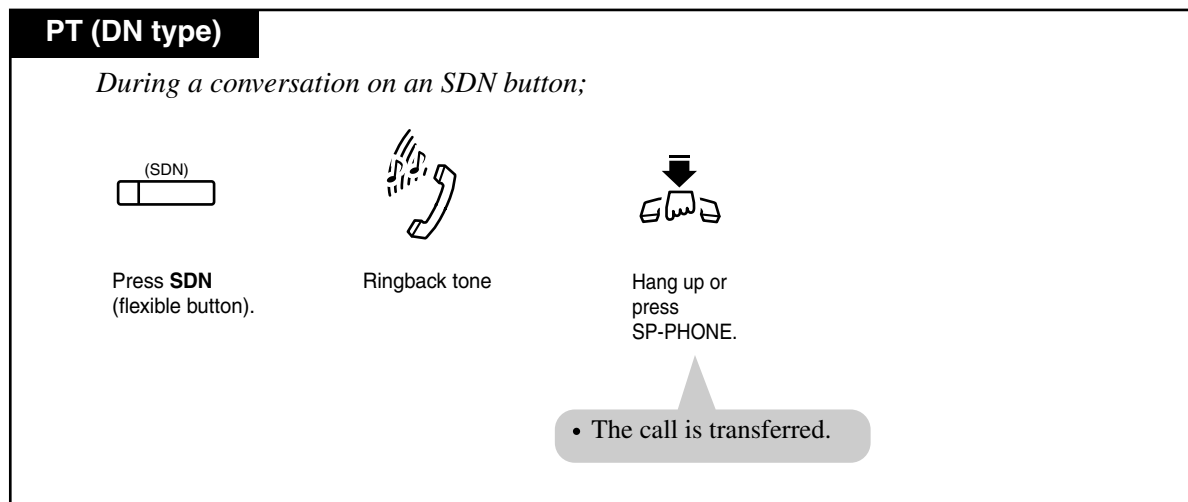 PT (DN type)
During a conversation on an SDN button;
(SDN)
Press SDN
(flexible button).
Ringback tone
Hang up or
press
SP-PHONE.
• The call is transferred.